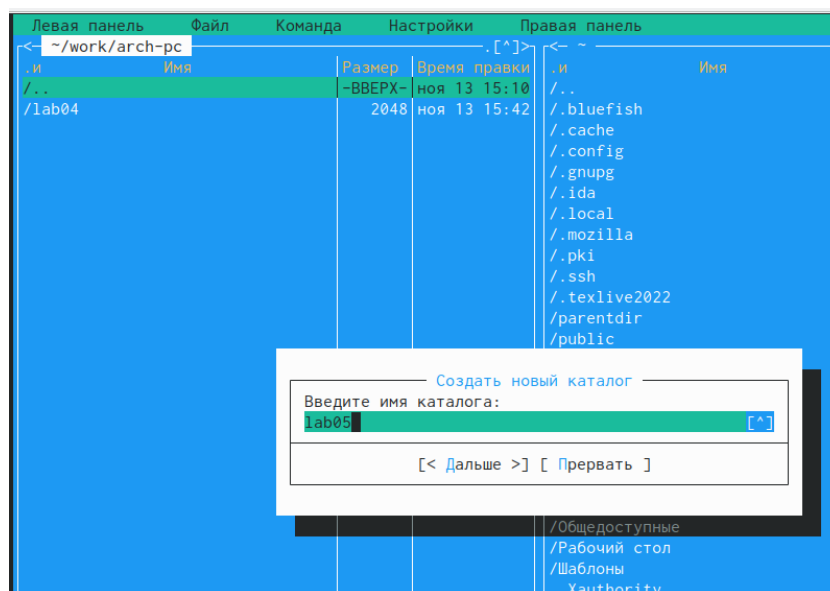 Левая панель Файл Команда Настройки Правая панель
<— ~/work/arch-pc .[^]> <— ~
.и Имя Размер Время правки .и Имя
/.. -ВВЕРХ- ноя 13 15:10 /..
/lab04 2048 ноя 13 15:42 /.bluefish
/.cache
/.config
/.gnupg
/.ida
/.local
/.mozilla
/.pki
/.ssh
/.texlive2022
/parentdir
/public
Создать новый каталог
Введите имя каталога:
lab05 [^]
[< Дальше >] [ Прервать ]
/Общедоступные
/Рабочий стол
/Шаблоны
.Xauthority